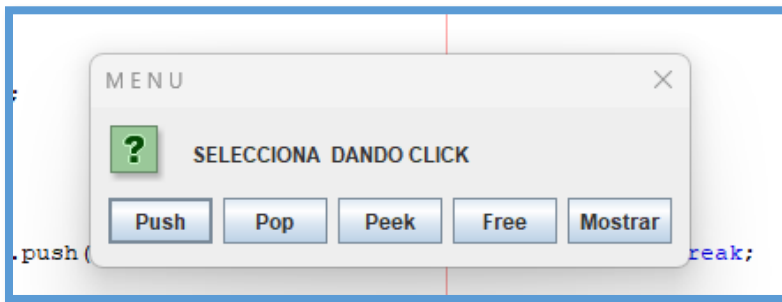 M E N U
;
SELECCIONA DANDO CLICK
Push Pop Peek Free Mostrar
.push( reak;